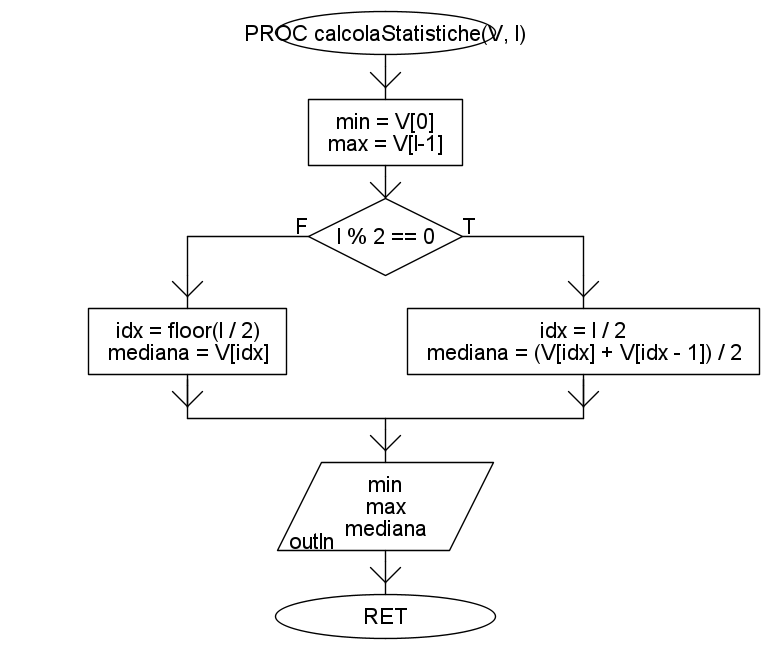 PROC calcolaStatistiche(V, l)
min = V[0]
max = V[l-1]
F
T
l % 2 == 0
idx = floor(l / 2)
mediana = V[idx]
idx = l / 2
mediana = (V[idx] + V[idx - 1]) / 2
min
max
mediana
outln
RET